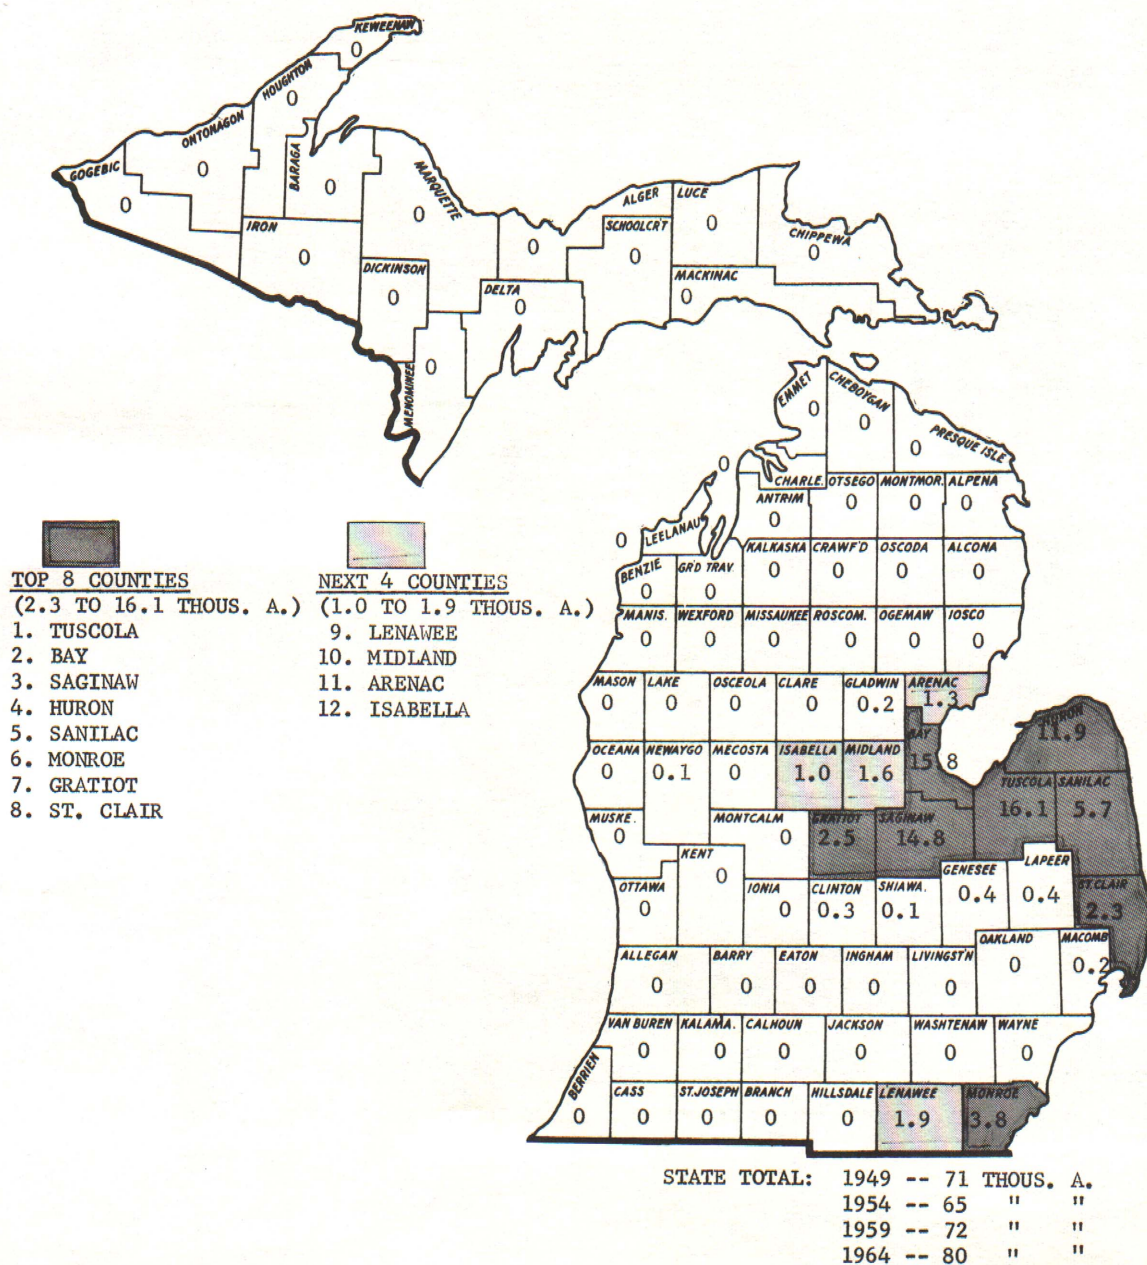 KEWEENAW
0
HOUGHTON
0
ONTONAGON
0
GOGEBIC
0
BARAGA
0
MARQUETTE
0
IRON
0
DICKINSON
0
MENOMINEE
0
DELTA
0
ALGER
0
SCHOOLCR'T
0
LUCE
0
CHIPPEWA
0
MACKINAC
0
EMMET
0
CHEBOYGAN
0
PRESQUE ISLE
0
0
CHARLE. OTSEGO MONTMOR. ALPENA
0 0 0
ANTRIM
0
0 LEELANAU
KALKASKA CRAWF'D OSCODA ALCONA
0 0 0 0
BENZIE GR'D TRAV.
0 0
MANIS. WEXFORD MISSAUKEE ROSCOM. OGEMAW IOSCO
0 0 0 0 0 0
MASON LAKE OSCEOLA CLARE GLADWIN ARENAC
0 0 0 0 0.2 1.3
HURON
11.9
BAY
15 8
OCEANA NEWAYGO MECOSTA ISABELLA MIDLAND
0 0.1 0 1.0 1.6
TUSCOLA SANILAC
16.1 5.7
MUSKE. MONTCALM GRATIOT SAGINAW
0 0 2.5 14.8
KENT
0
GENESEE LAPEER
0.4 0.4
OTTAWA IONIA CLINTON SHIAWA. ST.CLAIR
0 0 0.3 0.1 2.3
ALLEGAN BARRY EATON INGHAM LIVINGST'N OAKLAND MACOMB
0 0 0 0 0 0 0.2
VAN BUREN KALAMA. CALHOUN JACKSON WASHTENAW WAYNE
0 0 0 0 0 0
BERRIEN CASS ST.JOSEPH BRANCH HILLSDALE LENAWEE MONROE
0 0 0 0 0 1.9 3.8
TOP 8 COUNTIES
(2.3 TO 16.1 THOUS. A.)
1. TUSCOLA
2. BAY
3. SAGINAW
4. HURON
5. SANILAC
6. MONROE
7. GRATIOT
8. ST. CLAIR
NEXT 4 COUNTIES
(1.0 TO 1.9 THOUS. A.)
9. LENAWEE
10. MIDLAND
11. ARENAC
12. ISABELLA
STATE TOTAL: 1949 -- 71 THOUS. A.
1954 -- 65 " "
1959 -- 72 " "
1964 -- 80 " "